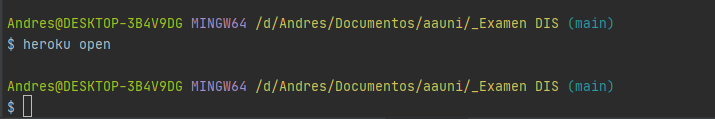 Andres@DESKTOP-3B4V9DG MINGW64 /d/Andres/Documentos/aauni/_Examen DIS (main)
$ heroku open
Andres@DESKTOP-3B4V9DG MINGW64 /d/Andres/Documentos/aauni/_Examen DIS (main)
$